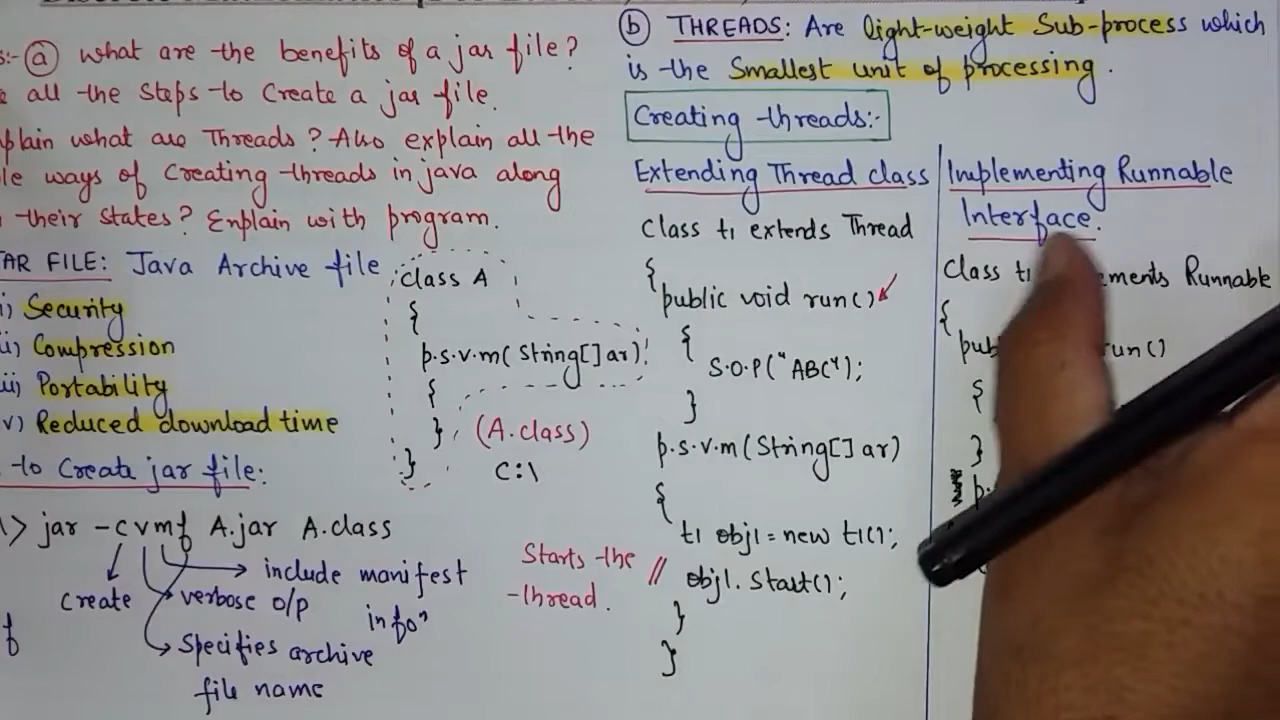 s:- (a) What are the benefits of a jar file?
all the steps to Create a jar file.
plain what are Threads? Also explain all the
le ways of Creating threads in java along
their states? Explain with program.
AR FILE: Java Archive file
i) Security
ii) Compression
iii) Portability
v) Reduced download time
to Create jar file:
\> jar -cvmf A.jar A.class
create
verbose o/p
include manifest
infoⁿ
Specifies archive
file name
f
class A
{
p.s.v.m(String[]ar)
{
}
}
(A.class)
C:\
(b) THREADS: Are light-weight Sub-process which
is the Smallest unit of processing.
Creating threads:-
Extending Thread class
class t1 extends Thread
{
public void run()
{
S.O.P("ABC");
}
p.s.v.m(String[] ar)
{
t1 obj1 = new t1();
obj1.Start();
// Starts the
thread.
}
}
Implementing Runnable
Interface.
Class t1 ements Runnable
{
pub run()
{
}
p.